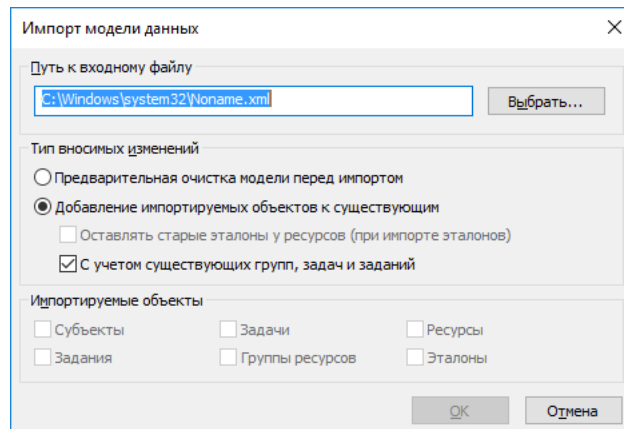 Импорт модели данных
Путь к входному файлу
C:\Windows\system32\Noname.xml
Выбрать...
Тип вносимых изменений
Предварительная очистка модели перед импортом
Добавление импортируемых объектов к существующим
Оставлять старые эталоны у ресурсов (при импорте эталонов)
С учетом существующих групп, задач и заданий
Импортируемые объекты
Субъекты Задачи Ресурсы
Задания Группы ресурсов Эталоны
OK Отмена